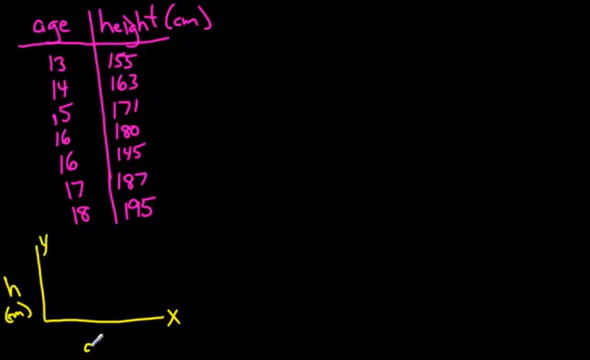 age height (cm)
13 155
14 163
15 171
16 180
16 145
17 187
18 195
y
h
(cm)
x